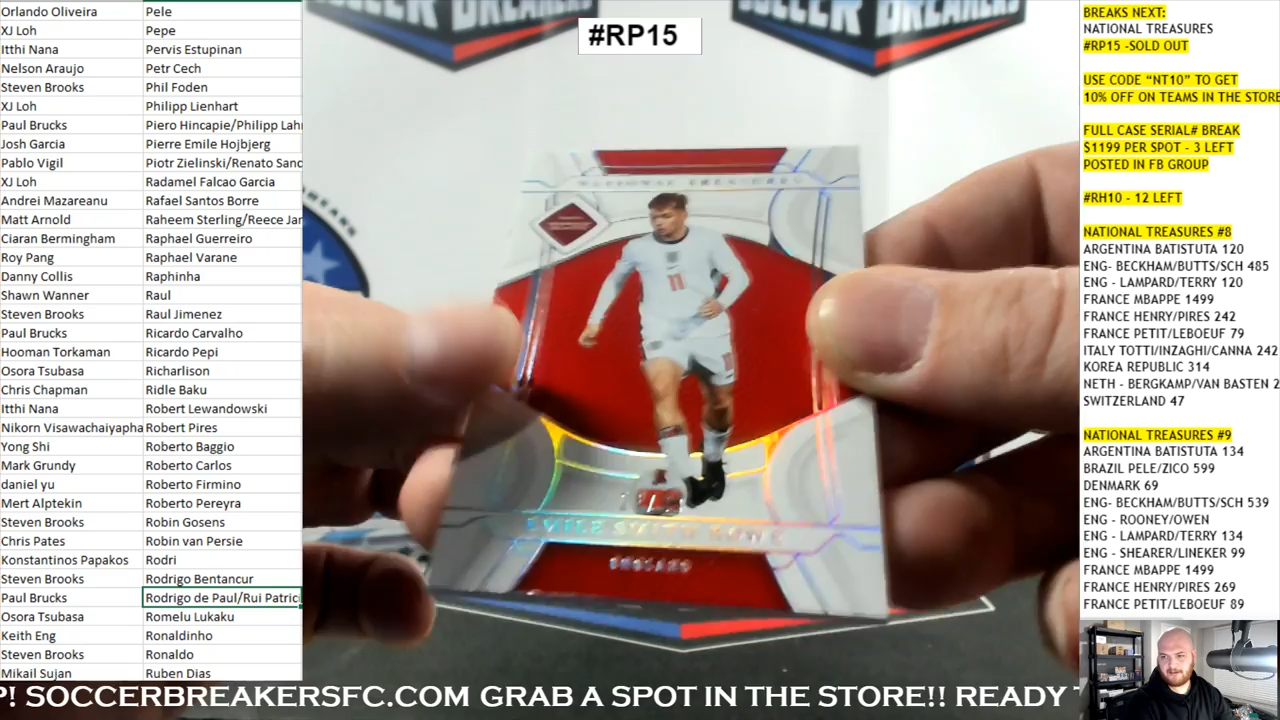 Orlando Oliveira Pele
XJ Loh Pepe
Itthi Nana Pervis Estupinan
Nelson Araujo Petr Cech
Steven Brooks Phil Foden
XJ Loh Philipp Lienhart
Paul Brucks Piero Hincapie/Philipp Lahr
Josh Garcia Pierre Emile Hojbjerg
Pablo Vigil Piotr Zielinski/Renato Sanc
XJ Loh Radamel Falcao Garcia
Andrei Mazareanu Rafael Santos Borre
Matt Arnold Raheem Sterling/Reece Jar
Ciaran Bermingham Raphael Guerreiro
Roy Pang Raphael Varane
Danny Collis Raphinha
Shawn Wanner Raul
Steven Brooks Raul Jimenez
Paul Brucks Ricardo Carvalho
Hooman Torkaman Ricardo Pepi
Osora Tsubasa Richarlison
Chris Chapman Ridle Baku
Itthi Nana Robert Lewandowski
Nikorn Visawachaiyapha Robert Pires
Yong Shi Roberto Baggio
Mark Grundy Roberto Carlos
daniel yu Roberto Firmino
Mert Alptekin Roberto Pereyra
Steven Brooks Robin Gosens
Chris Pates Robin van Persie
Konstantinos Papakos Rodri
Steven Brooks Rodrigo Bentancur
Paul Brucks Rodrigo de Paul/Rui Patric
Osora Tsubasa Romelu Lukaku
Keith Eng Ronaldinho
Steven Brooks Ronaldo
Mikail Sujan Ruben Dias
SOCCER BREAKERS
#RP15
11
EMILE SMITH ROWE
ENGLAND
BREAKS NEXT:
NATIONAL TREASURES
#RP15 -SOLD OUT
USE CODE “NT10” TO GET
10% OFF ON TEAMS IN THE STORE
FULL CASE SERIAL# BREAK
$1199 PER SPOT - 3 LEFT
POSTED IN FB GROUP
#RH10 - 12 LEFT
NATIONAL TREASURES #8
ARGENTINA BATISTUTA 120
ENG- BECKHAM/BUTTS/SCH 485
ENG - LAMPARD/TERRY 120
FRANCE MBAPPE 1499
FRANCE HENRY/PIRES 242
FRANCE PETIT/LEBOEUF 79
ITALY TOTTI/INZAGHI/CANNA 242
KOREA REPUBLIC 314
NETH - BERGKAMP/VAN BASTEN 2
SWITZERLAND 47
NATIONAL TREASURES #9
ARGENTINA BATISTUTA 134
BRAZIL PELE/ZICO 599
DENMARK 69
ENG- BECKHAM/BUTTS/SCH 539
ENG - ROONEY/OWEN
ENG - LAMPARD/TERRY 134
ENG - SHEARER/LINEKER 99
FRANCE MBAPPE 1499
FRANCE HENRY/PIRES 269
FRANCE PETIT/LEBOEUF 89
P! SOCCERBREAKERSFC.COM GRAB A SPOT IN THE STORE!! READY